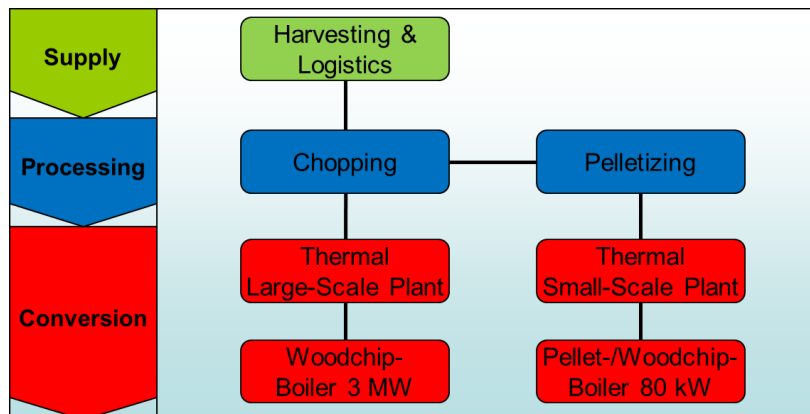 Supply
Harvesting &
Logistics
Processing
Chopping
Pelletizing
Conversion
Thermal
Large-Scale Plant
Thermal
Small-Scale Plant
Woodchip-
Boiler 3 MW
Pellet-/Woodchip-
Boiler 80 kW